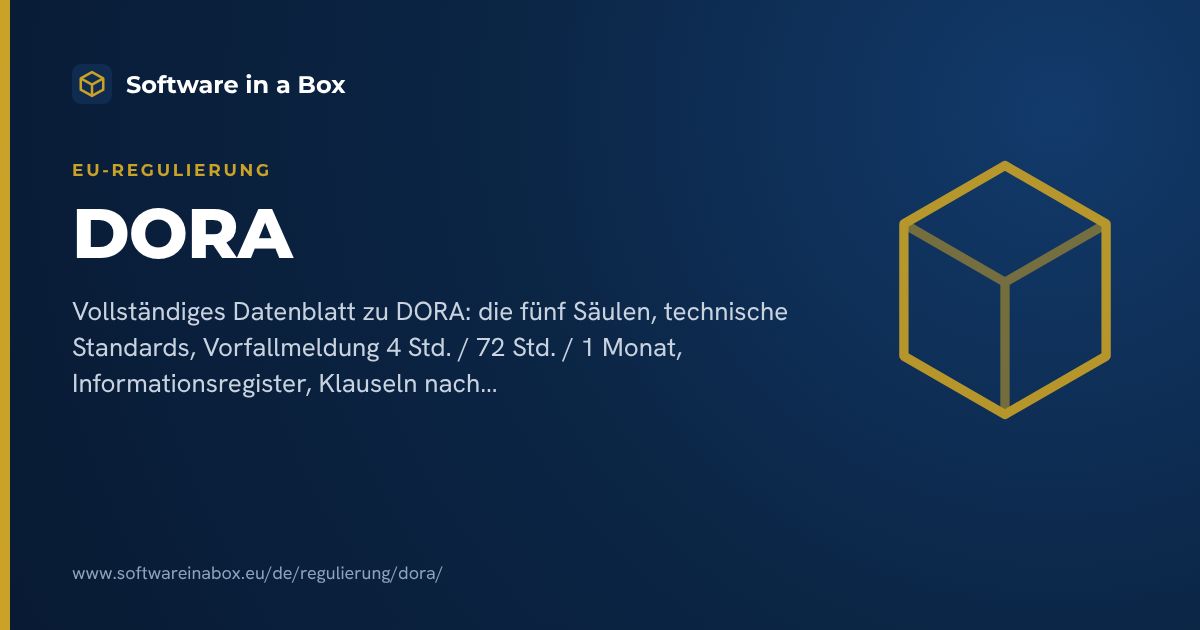 Software in a Box
EU-REGULIERUNG
DORA
Vollständiges Datenblatt zu DORA: die fünf Säulen, technische
Standards, Vorfallmeldung 4 Std. / 72 Std. / 1 Monat,
Informationsregister, Klauseln nach…
www.softwareinabox.eu/de/regulierung/dora/